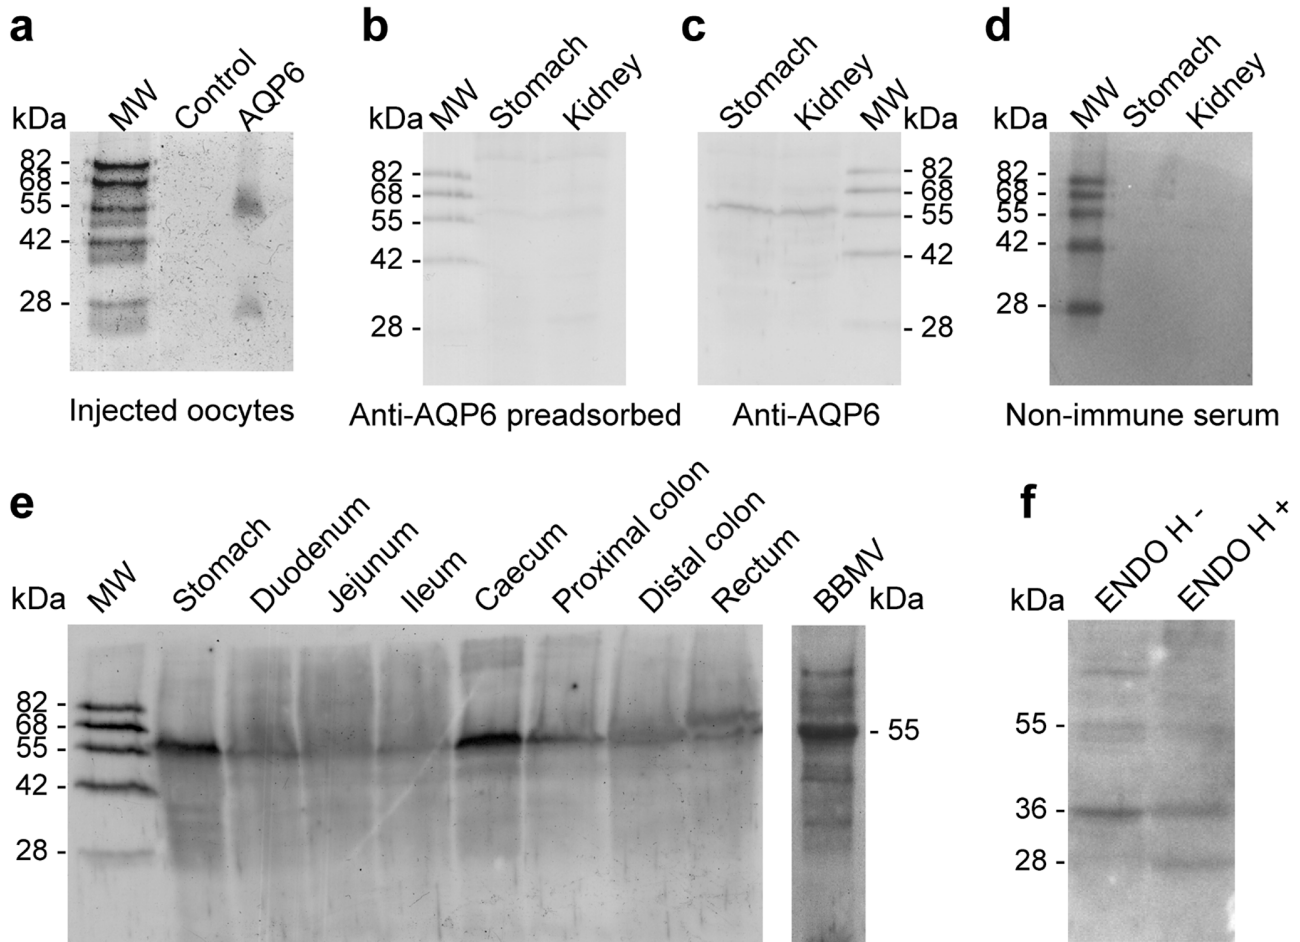 a
kDa MW Control AQP6
82 -
68 -
55 -
42 -
28 -
Injected oocytes
b
kDa MW Stomach Kidney
82 -
68 -
55 -
42 -
28 -
Anti-AQP6 preadsorbed
c
Stomach Kidney MW kDa
- 82
- 68
- 55
- 42
- 28
Anti-AQP6
d
kDa MW Stomach Kidney
82 -
68 -
55 -
42 -
28 -
Non-immune serum
e
kDa MW Stomach Duodenum Jejunum Ileum Caecum Proximal colon Distal colon Rectum BBMV kDa
82 -
68 -
55 -
42 -
28 -
- 55
f
kDa ENDO H - ENDO H +
55 -
36 -
28 -